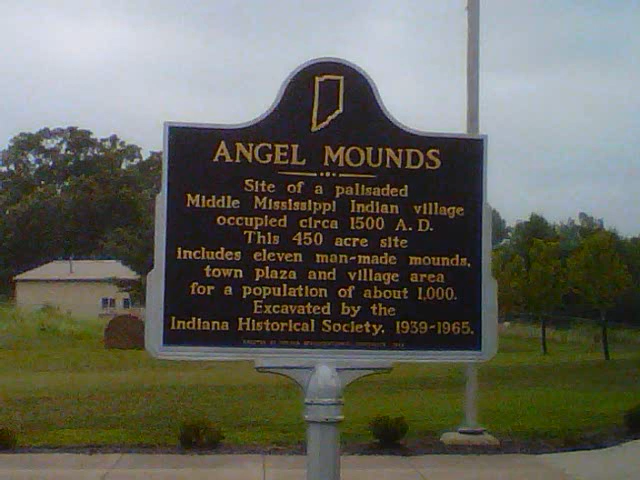 ANGEL MOUNDS
Site of a palisaded
Middle Mississippi Indian village
occupied circa 1500 A.D.
This 450 acre site
includes eleven man-made mounds,
town plaza and village area
for a population of about 1,000.
Excavated by the
Indiana Historical Society, 1939-1965.